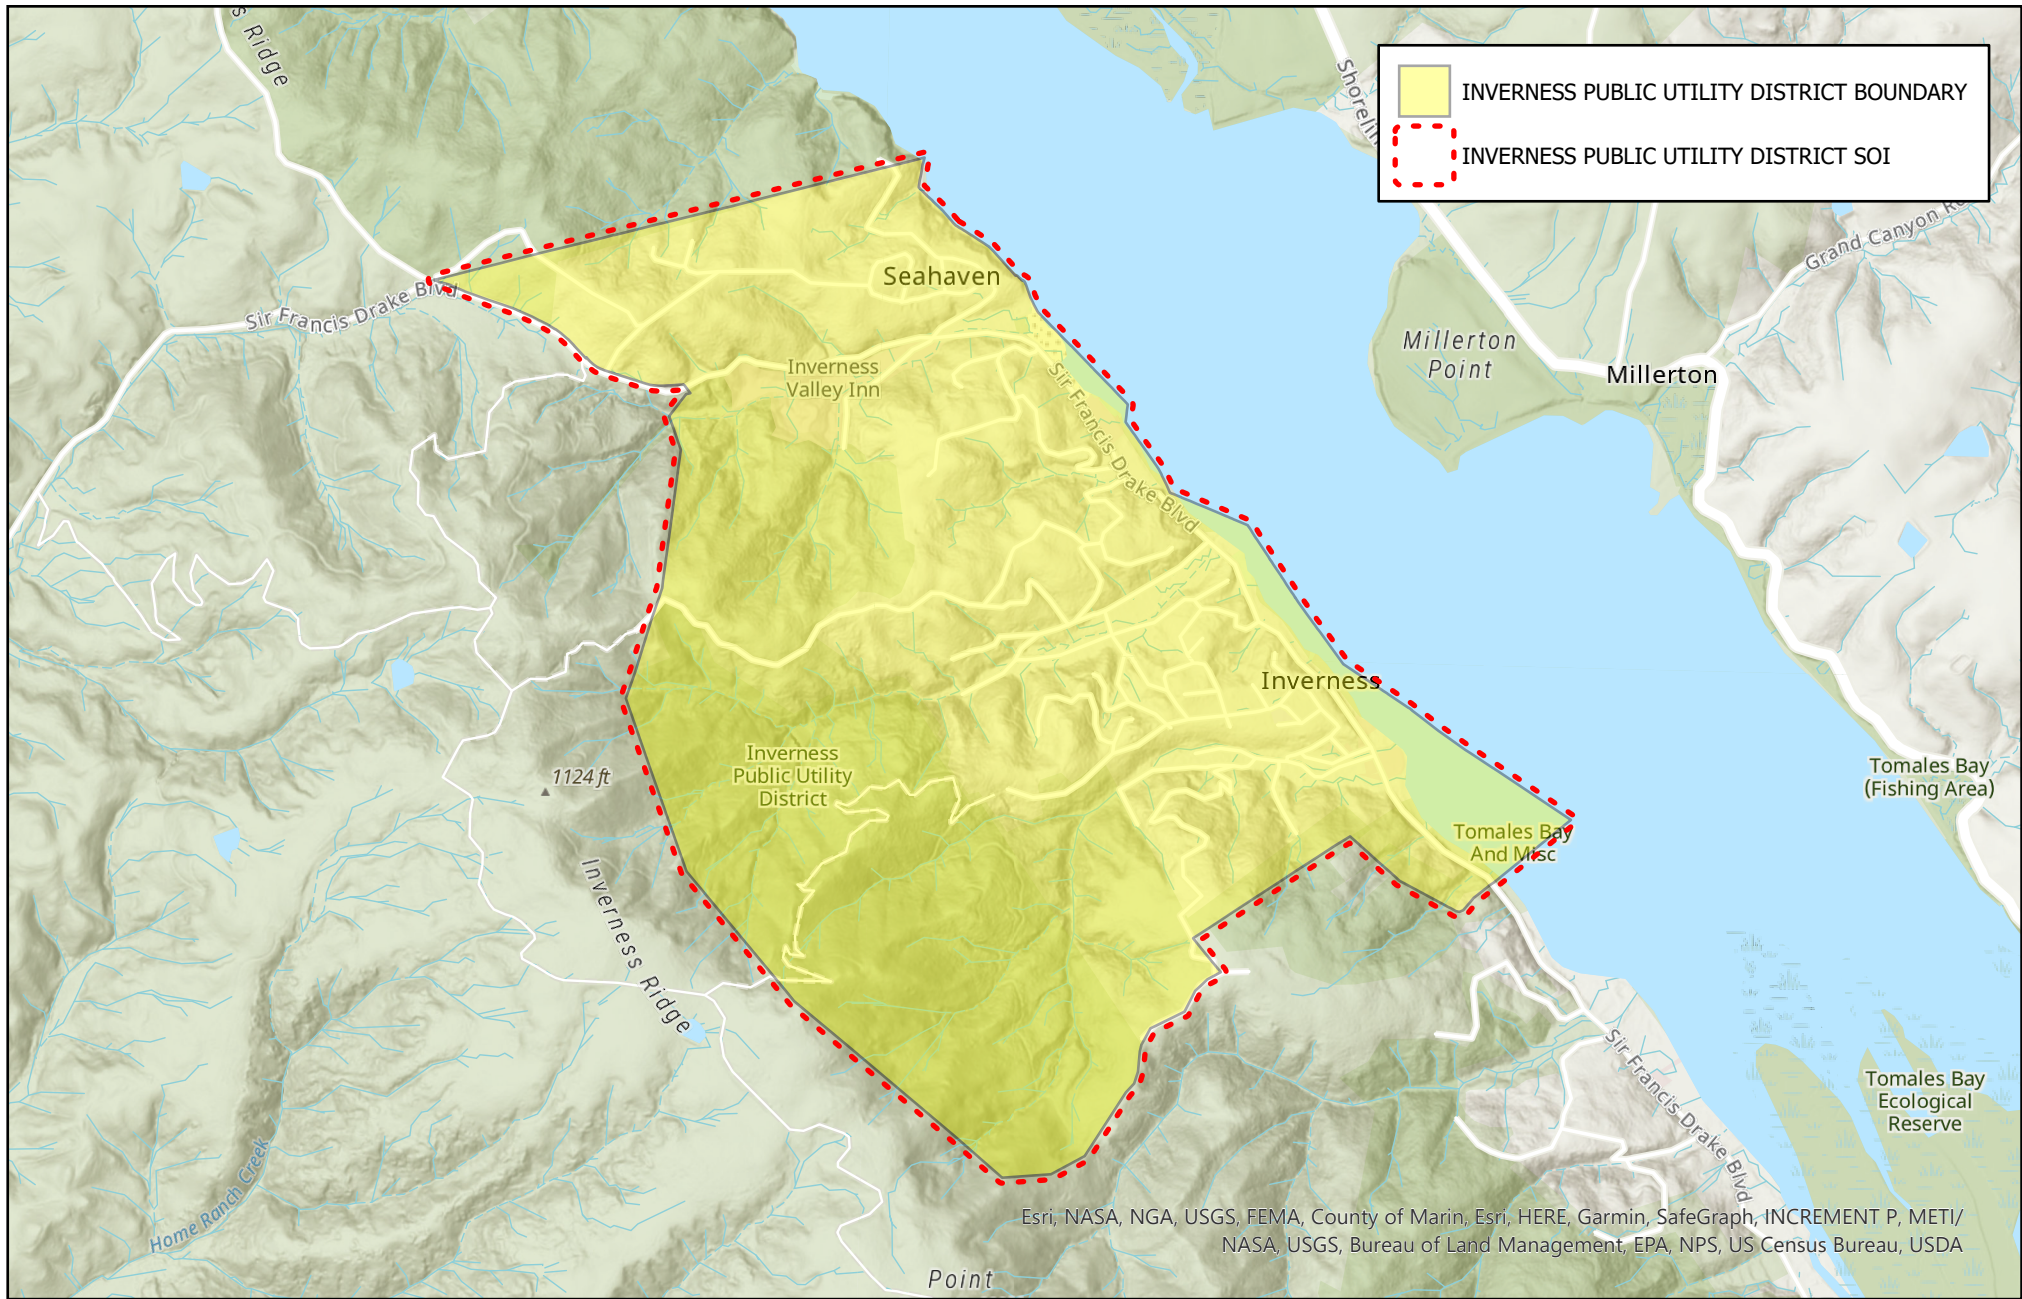 s Ridge
INVERNESS PUBLIC UTILITY DISTRICT BOUNDARY
INVERNESS PUBLIC UTILITY DISTRICT SOI
Shorelin
Grand Canyon R
Seahaven
Sir Francis Drake Blvd
Inverness
Valley Inn
Millerton
Point
Millerton
Sir Francis Drake Blvd
Inverness
Inverness
Public Utility
District
1124 ft
Tomales Bay
(Fishing Area)
Tomales Bay
And Misc
Inverness Ridge
Sir Francis Drake Blvd
Tomales Bay
Ecological
Reserve
Home Ranch Creek
Esri, NASA, NGA, USGS, FEMA, County of Marin, Esri, HERE, Garmin, SafeGraph, INCREMENT P, METI/
NASA, USGS, Bureau of Land Management, EPA, NPS, US Census Bureau, USDA
Point